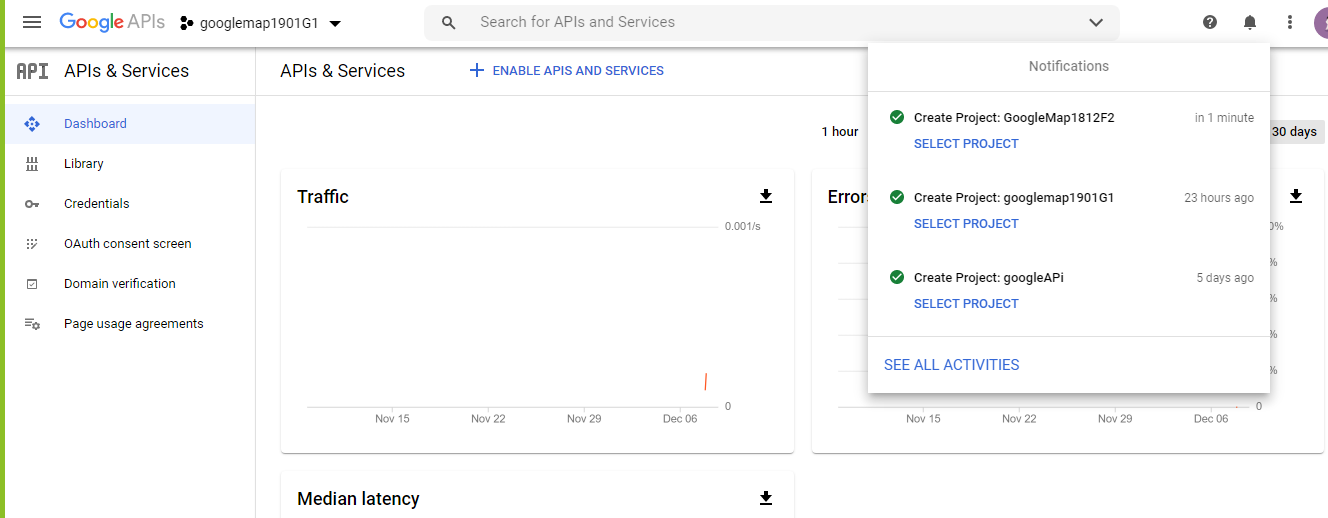 Google APIs
googlemap1901G1
Search for APIs and Services
API
APIs & Services
APIs & Services
ENABLE APIS AND SERVICES
Dashboard
Library
Credentials
OAuth consent screen
Domain verification
Page usage agreements
1 hour
30 days
Notifications
Create Project: GoogleMap1812F2
in 1 minute
SELECT PROJECT
Create Project: googlemap1901G1
23 hours ago
SELECT PROJECT
Create Project: googleAPi
5 days ago
SELECT PROJECT
SEE ALL ACTIVITIES
Traffic
0.001/s
0
Nov 15
Nov 22
Nov 29
Dec 06
0
Nov 15
Nov 22
Nov 29
Dec 06
Median latency